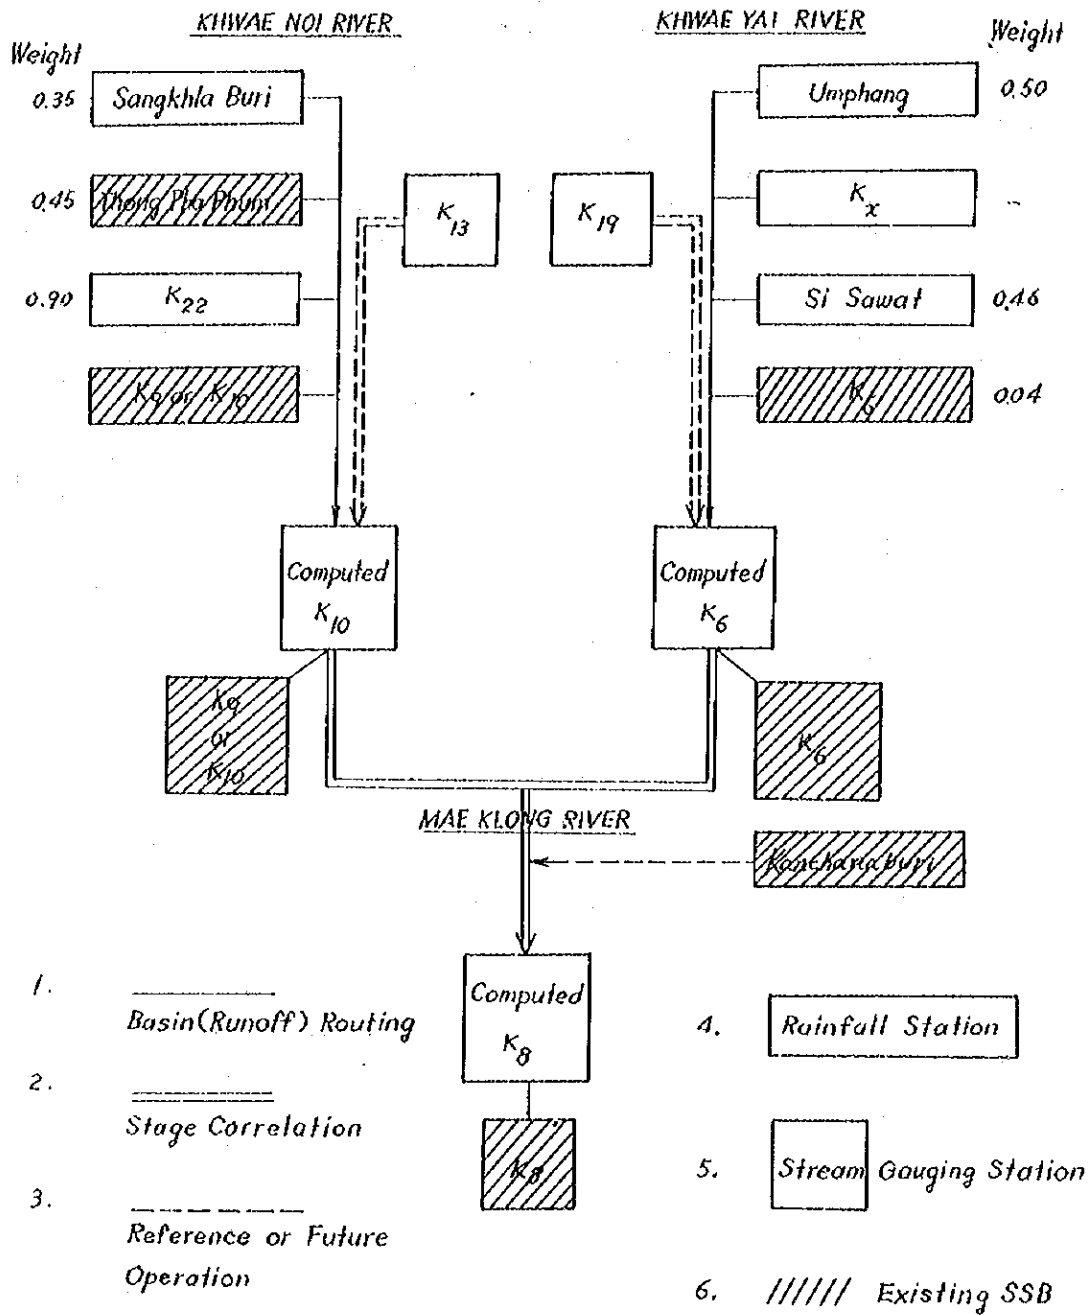 KHWAE NOI RIVER
KHWAE YAI RIVER
Weight
Weight
0.35
Sangkhla Buri
Umphang
0.50
0.45
Thong Pha Phum
K13
K19
Kx
-
0.90
K22
Si Sawat
0.46
K9 or K10
K6
0.04
Computed
K10
Computed
K6
K9
or
K10
K6
MAE KLONG RIVER
Kanchanaburi
Computed
K8
K8
1.
Basin(Runoff) Routing
2.
Stage Correlation
3.
Reference or Future
Operation
4. Rainfall Station
5. Stream Gauging Station
6. ////// Existing SSB